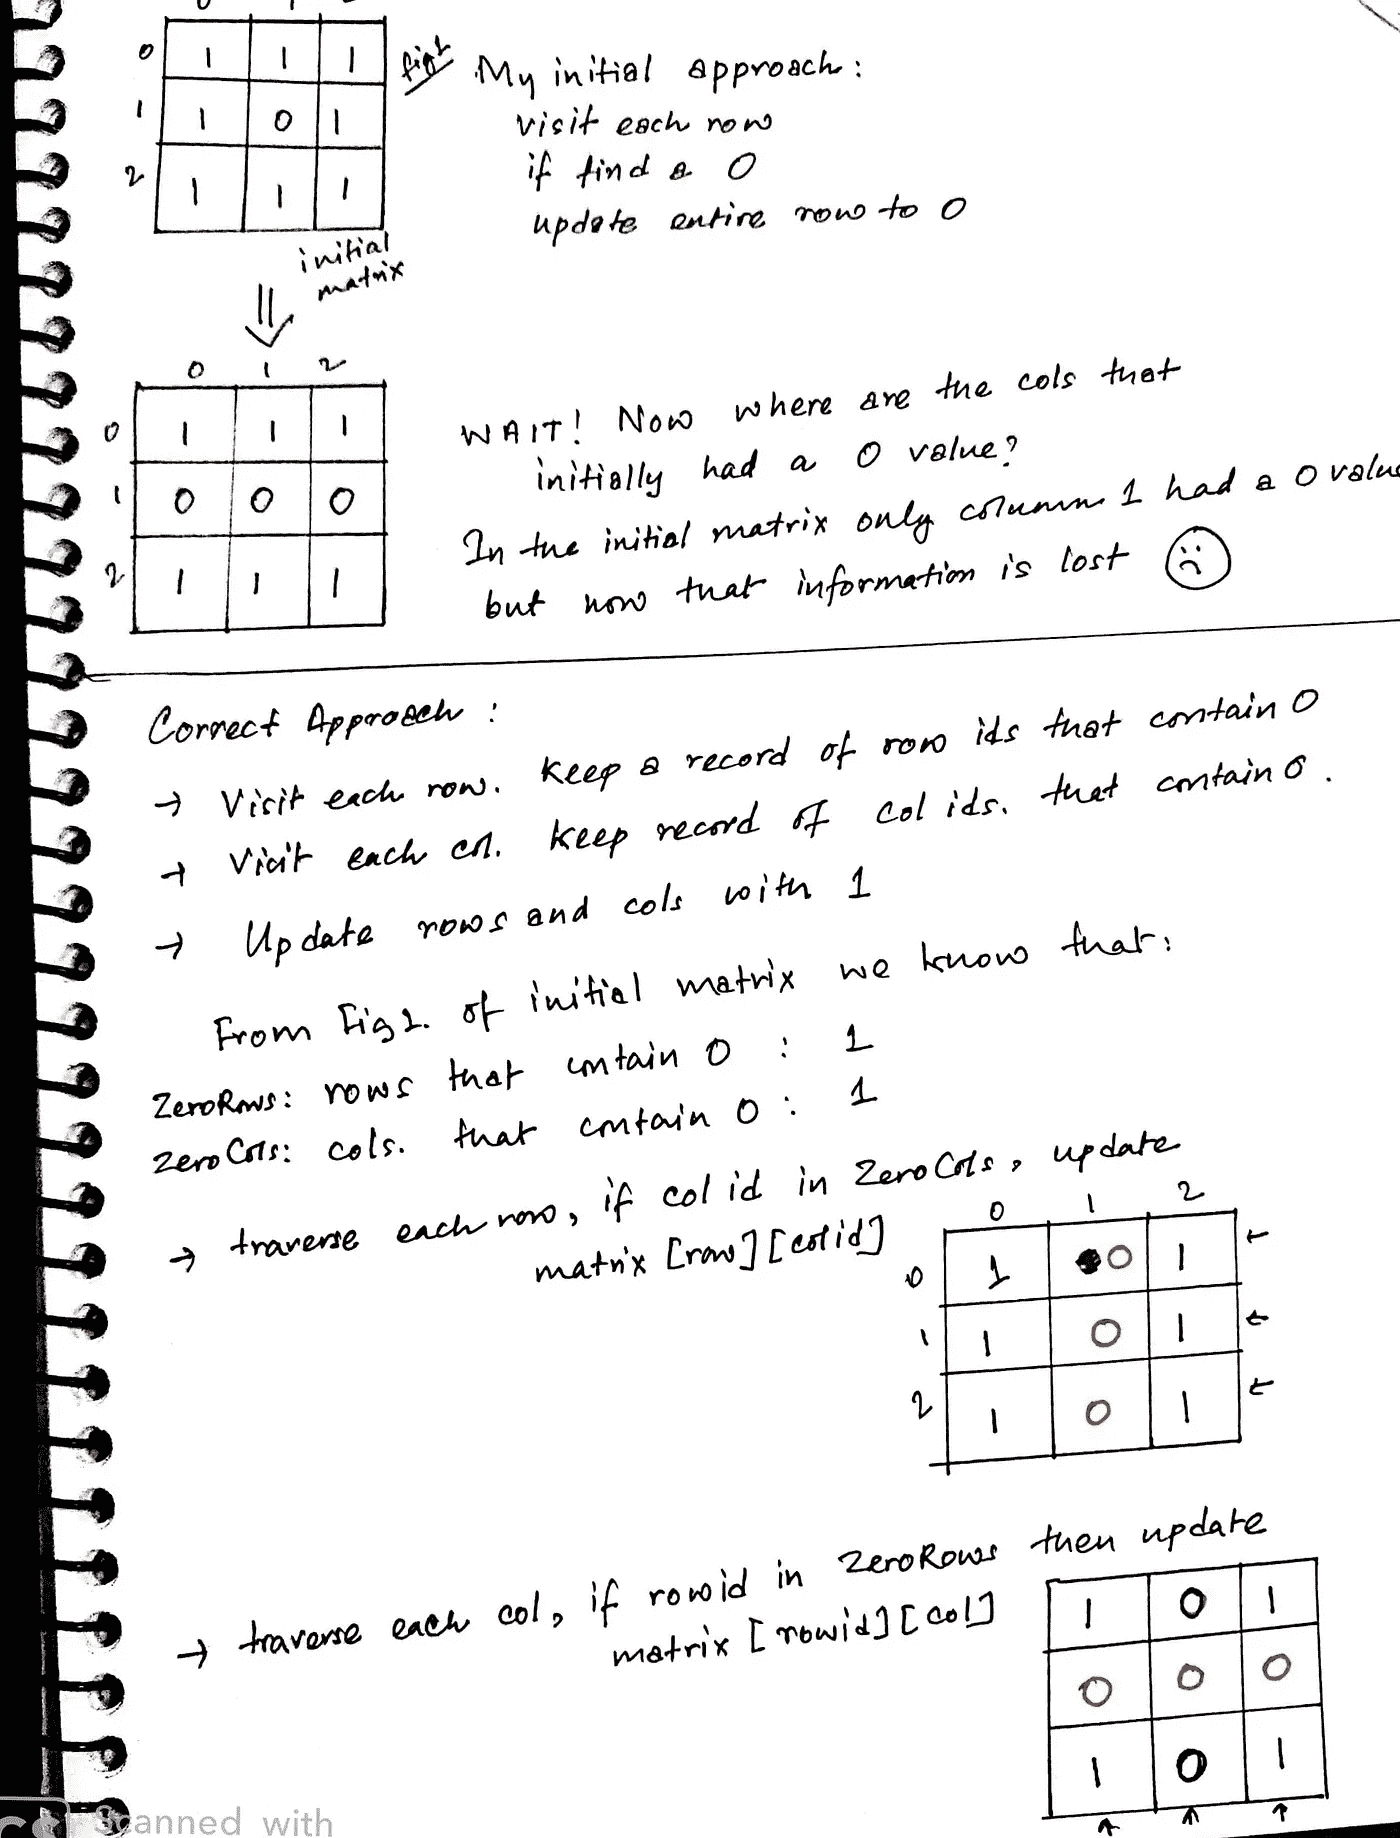 0 1 2
0 1 1 1
1 1 0 1
2 1 1 1
fig 1
initial
matrix
My initial approach:
visit each row
if find a 0
update entire row to 0
0 1 2
0 1 1 1
1 0 0 0
2 1 1 1
WAIT! Now where are the cols that
initially had a 0 value?
In the initial matrix only column 1 had a 0 value
but now that information is lost
Correct Approach:
→ Visit each row. Keep a record of row ids that contain 0
→ Visit each col. Keep record of col ids. that contain 0.
→ Update rows and cols with 1
From Fig 1. of initial matrix we know that:
ZeroRows: rows that contain 0 : 1
ZeroCols: cols. that contain 0 : 1
→ traverse each row, if col id in ZeroCols, update
matrix [row][colid]
0 1 2
0 1 0 1
1 1 0 1
2 1 0 1
→ traverse each col, if rowid in ZeroRows then update
matrix [rowid][col]
1 0 1
0 0 0
1 0 1
CS Scanned with